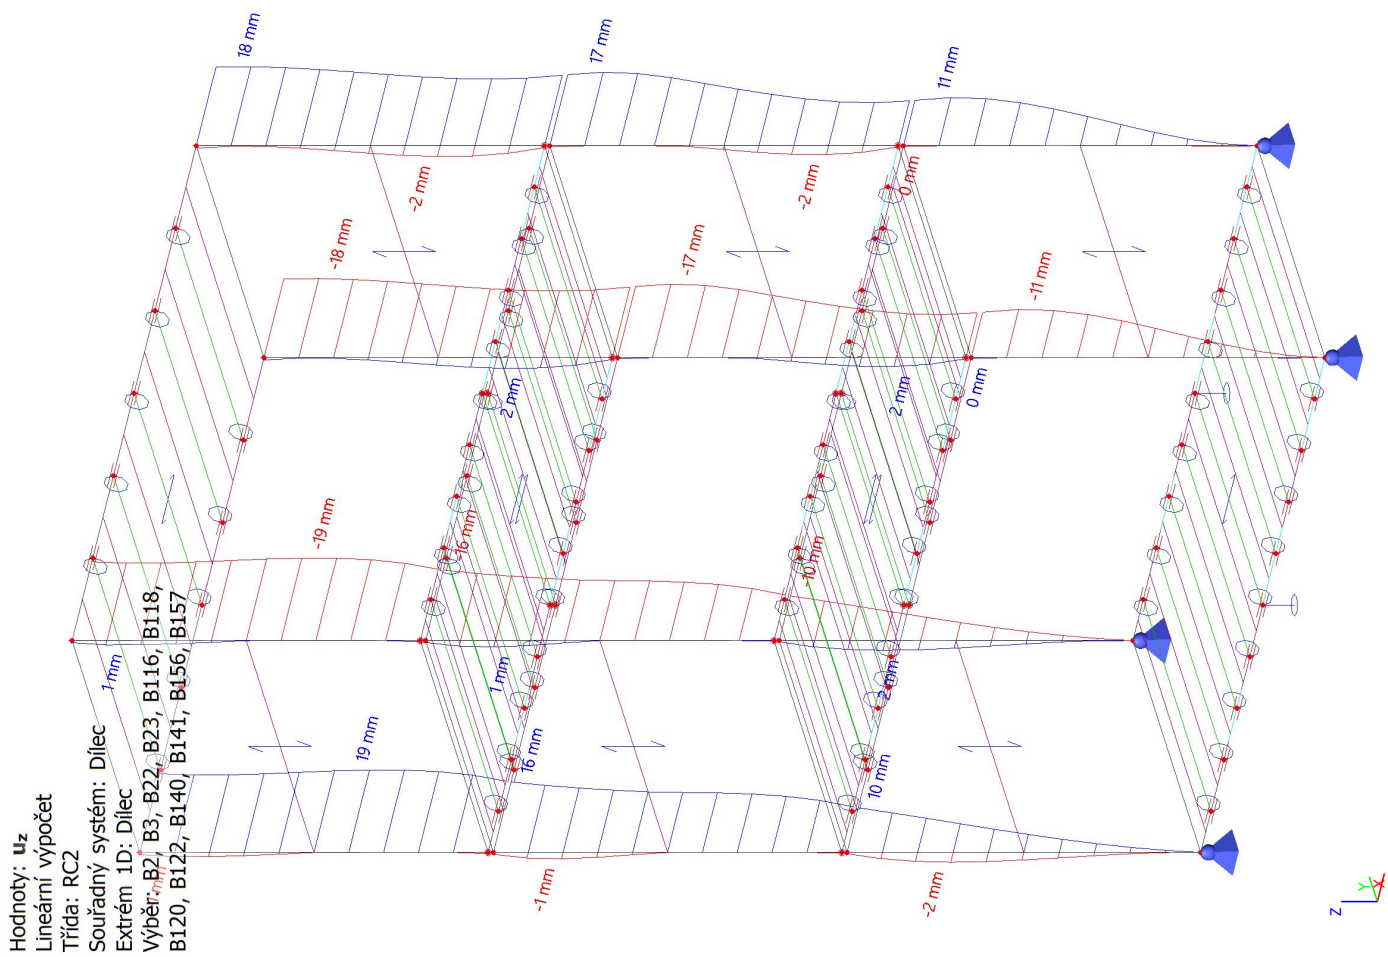 Hodnoty: uz
Lineární výpočet
Třída: RC2
Souřadný systém: Dílec
Extrém 1D: Dílec
Výběr: B2, B3, B22, B23, B116, B118,
B120, B122, B140, B141, B156, B157
18 mm
17 mm
11 mm
-2 mm
-2 mm
0 mm
-18 mm
-17 mm
-11 mm
2 mm
2 mm
0 mm
-19 mm
-16 mm
-10 mm
1 mm
1 mm
2 mm
19 mm
16 mm
10 mm
-1 mm
-2 mm
Z
Y
X